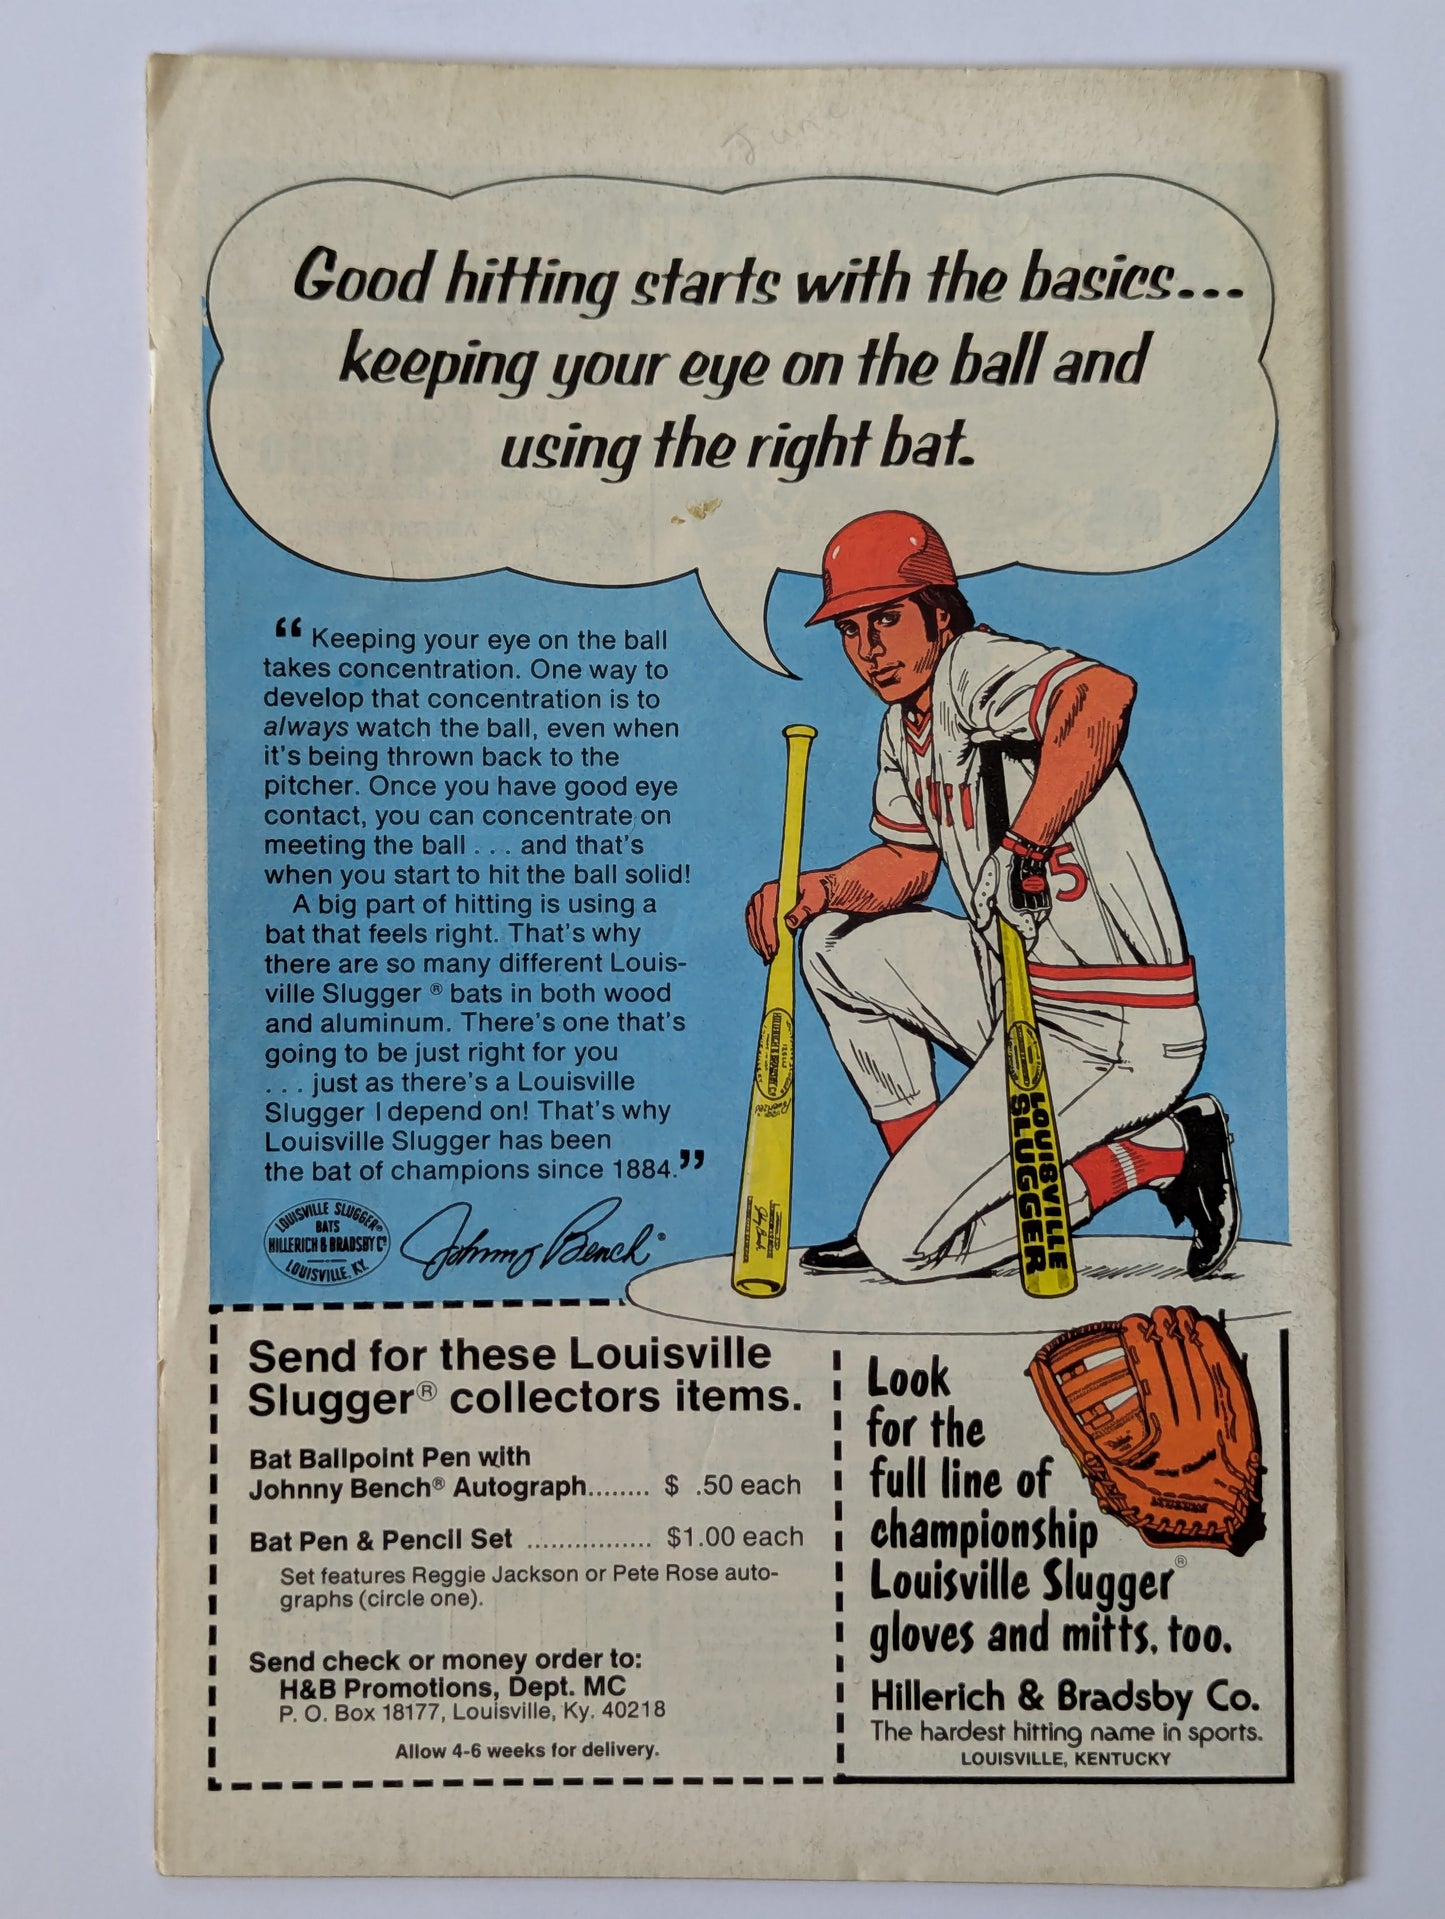 June
Good hitting starts with the basics...
keeping your eye on the ball and
using the right bat.
“ Keeping your eye on the ball
takes concentration. One way to
develop that concentration is to
always watch the ball, even when
it's being thrown back to the
pitcher. Once you have good eye
contact, you can concentrate on
meeting the ball . . . and that's
when you start to hit the ball solid!
A big part of hitting is using a
bat that feels right. That's why
there are so many different Louis-
ville Slugger ® bats in both wood
and aluminum. There's one that's
going to be just right for you
. . . just as there's a Louisville
Slugger I depend on! That's why
Louisville Slugger has been
the bat of champions since 1884.”
LOUISVILLE SLUGGER®
BATS
HILLERICH & BRADSBY Cº
LOUISVILLE, KY.
Johnny Bench®
5
HILLERICH & BRADSBY Cº
LOUISVILLE
SLUGGER
Send for these Louisville
Slugger® collectors items.
Bat Ballpoint Pen with
Johnny Bench® Autograph........ $ .50 each
Bat Pen & Pencil Set ................ $1.00 each
Set features Reggie Jackson or Pete Rose auto-
graphs (circle one).
Send check or money order to:
H&B Promotions, Dept. MC
P. O. Box 18177, Louisville, Ky. 40218
Allow 4-6 weeks for delivery.
Look
for the
full line of
championship
Louisville Slugger®
gloves and mitts, too.
Hillerich & Bradsby Co.
The hardest hitting name in sports.
LOUISVILLE, KENTUCKY